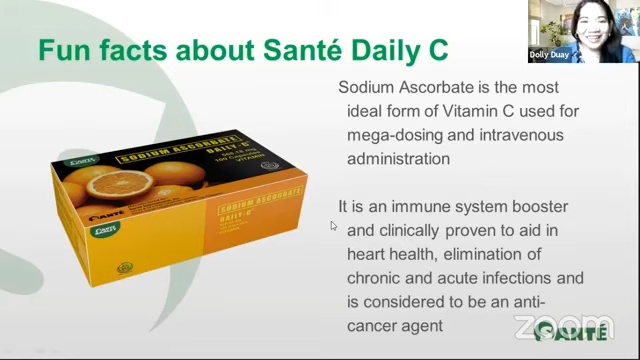 Fun facts about Santé Daily C
Dolly Duay
Sodium Ascorbate is the most
ideal form of Vitamin C used for
mega-dosing and intravenous
administration
It is an immune system booster
and clinically proven to aid in
heart health, elimination of
chronic and acute infections and
is considered to be an anti-
cancer agent
SODIUM ASCORBATE
DAILY-C
VITAMIN
SANTÉ
SODIUM ASCORBATE
DAILY-C
zoom
SANTÉ